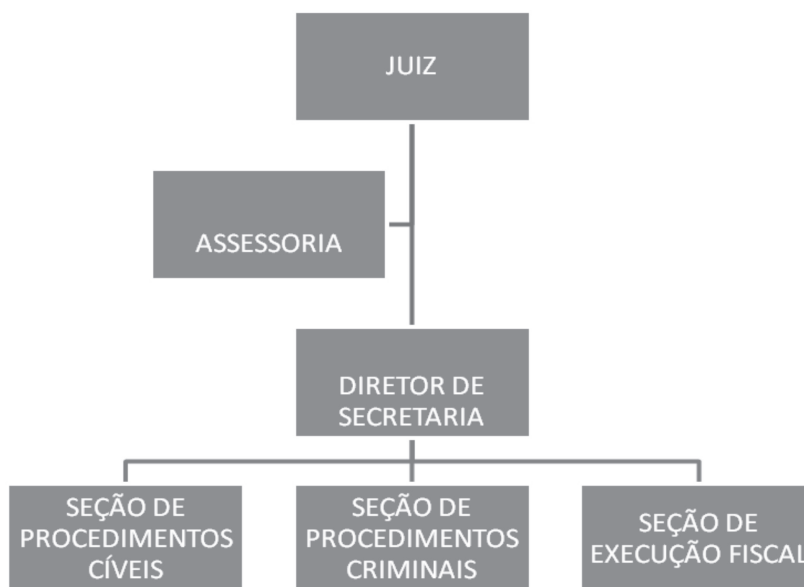 JUIZ
ASSESSORIA
DIRETOR DE
SECRETARIA
SEÇÃO DE
PROCEDIMENTOS
CÍVEIS
SEÇÃO DE
PROCEDIMENTOS
CRIMINAIS
SEÇÃO DE
EXECUÇÃO FISCAL